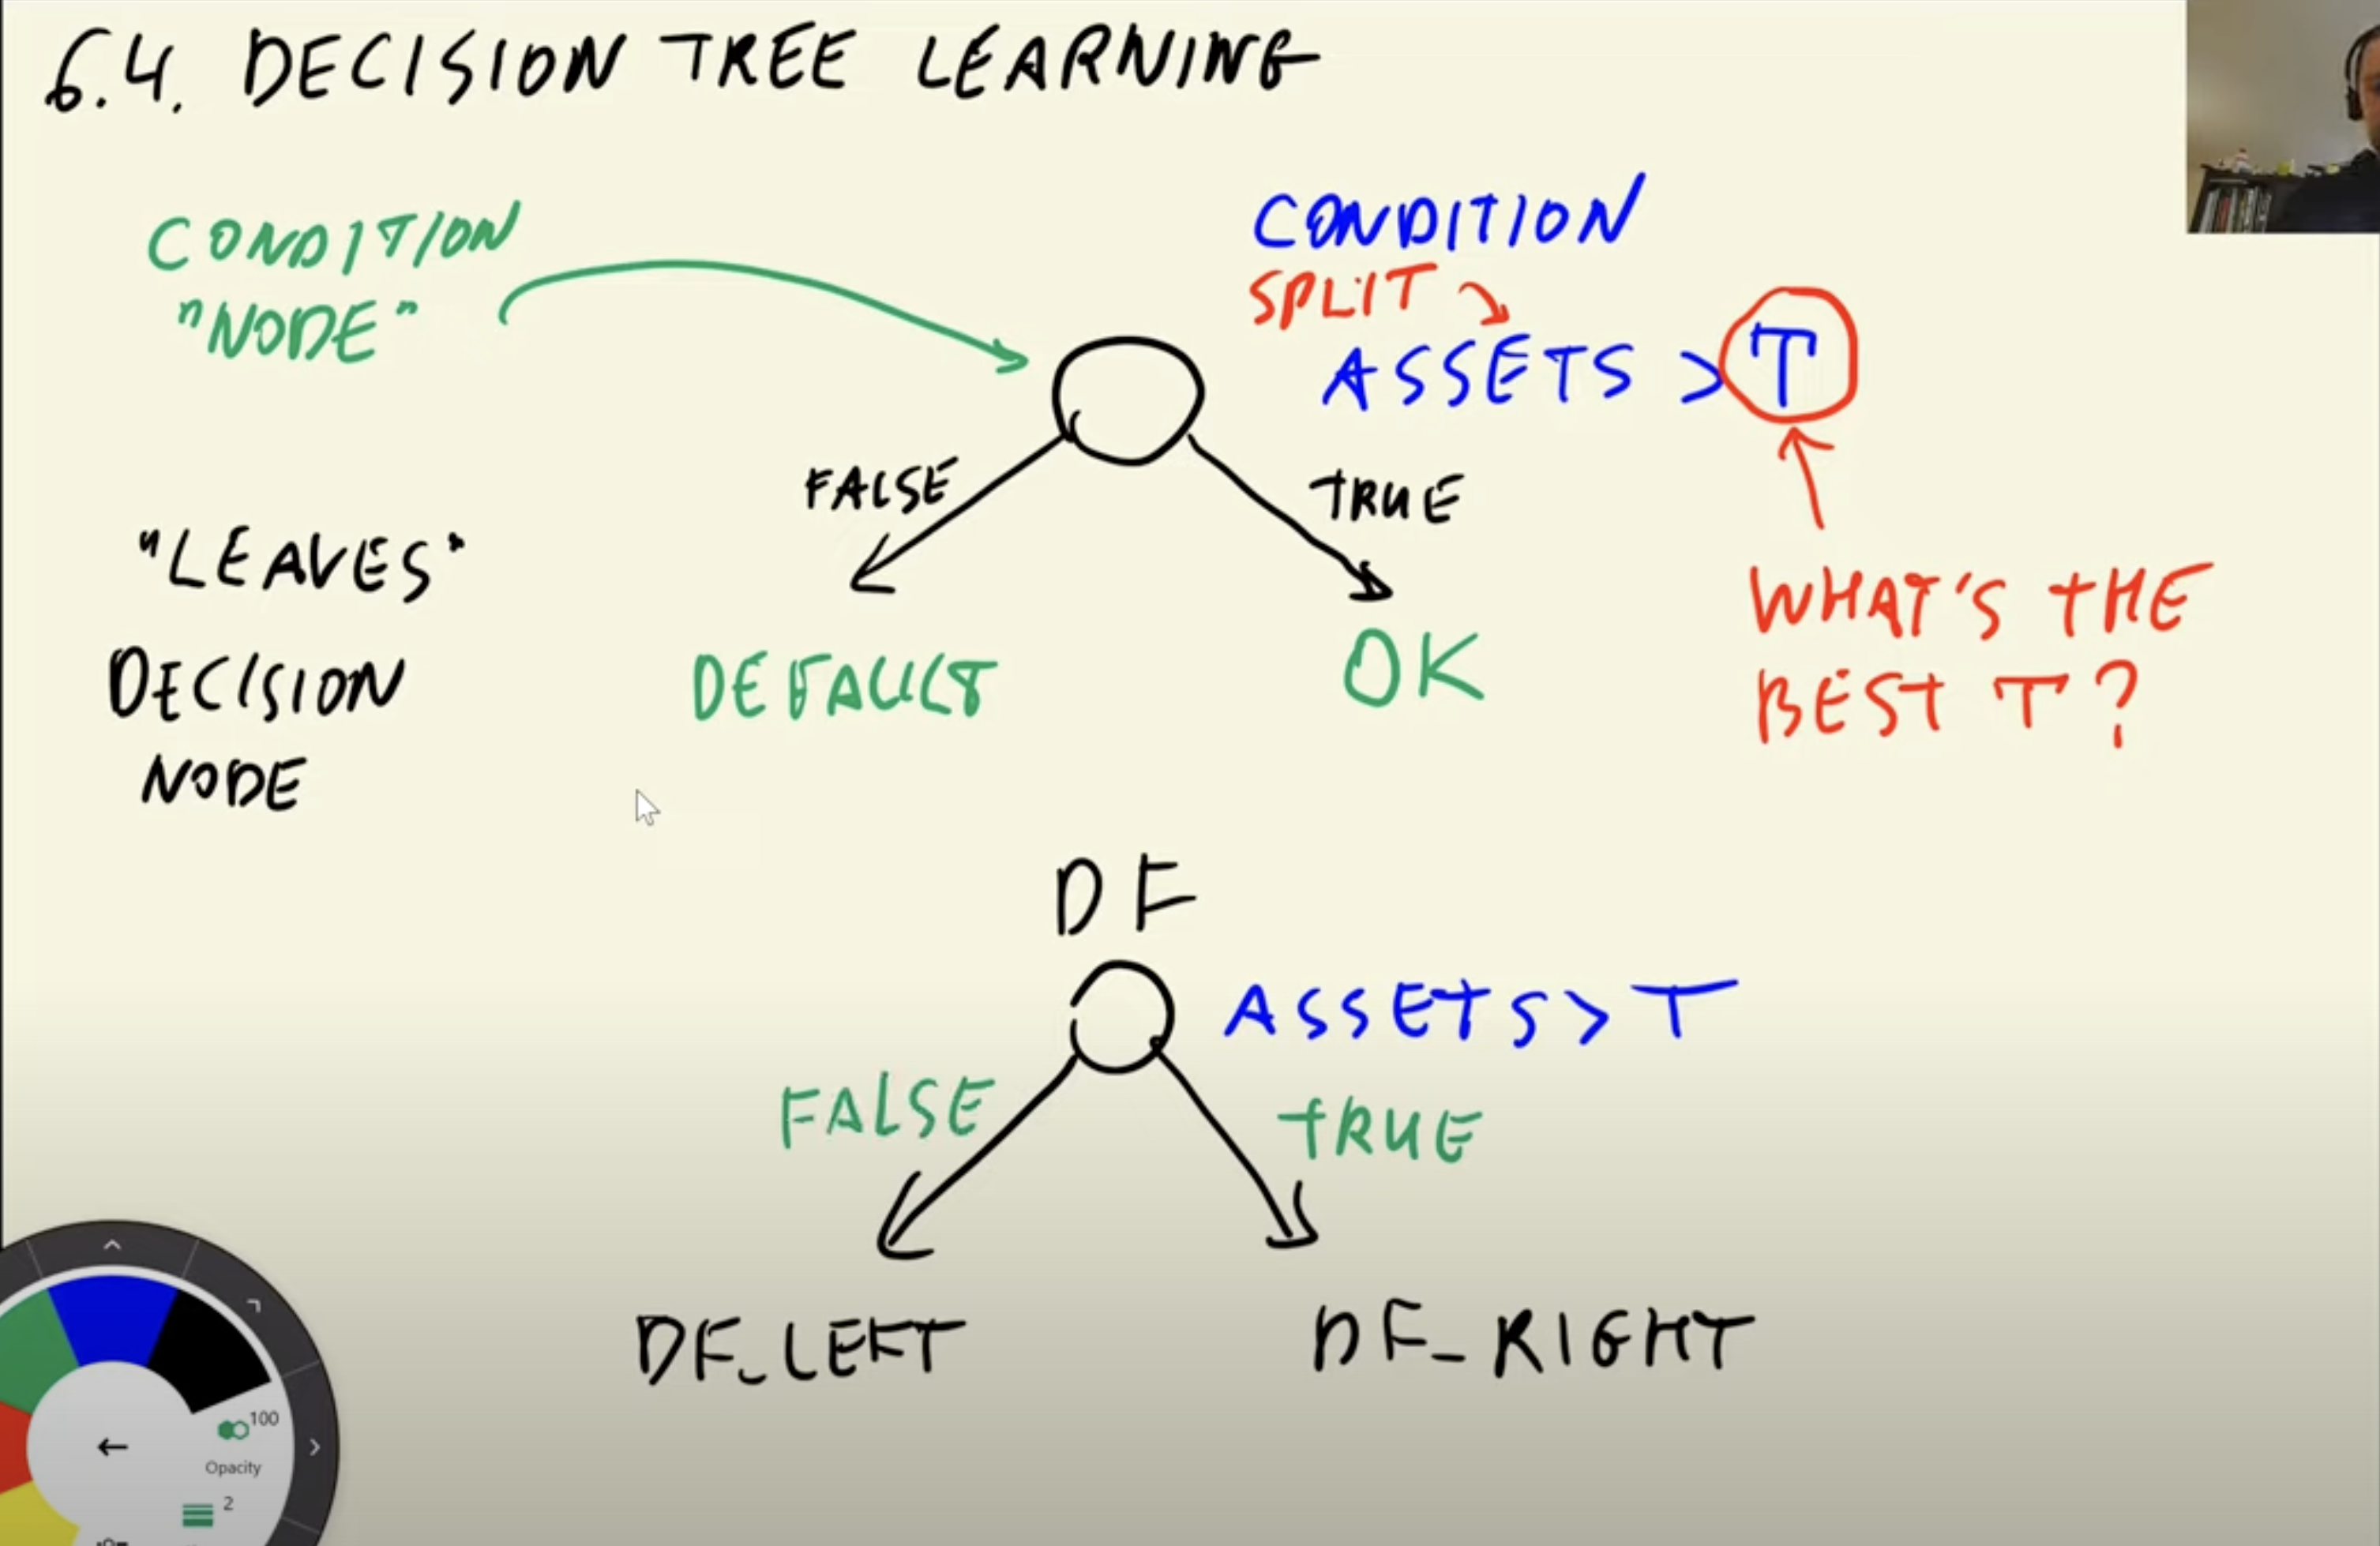 6.4. DECISION TREE LEARNING
CONDITION
"NODE"
CONDITION
SPLIT
ASSETS > T
FALSE
TRUE
"LEAVES"
DECISION
NODE
DEFAULT
OK
WHAT'S THE
BEST T?
DF
ASSETS > T
FALSE
TRUE
DF_LEFT
DF_RIGHT
100
Opacity
2